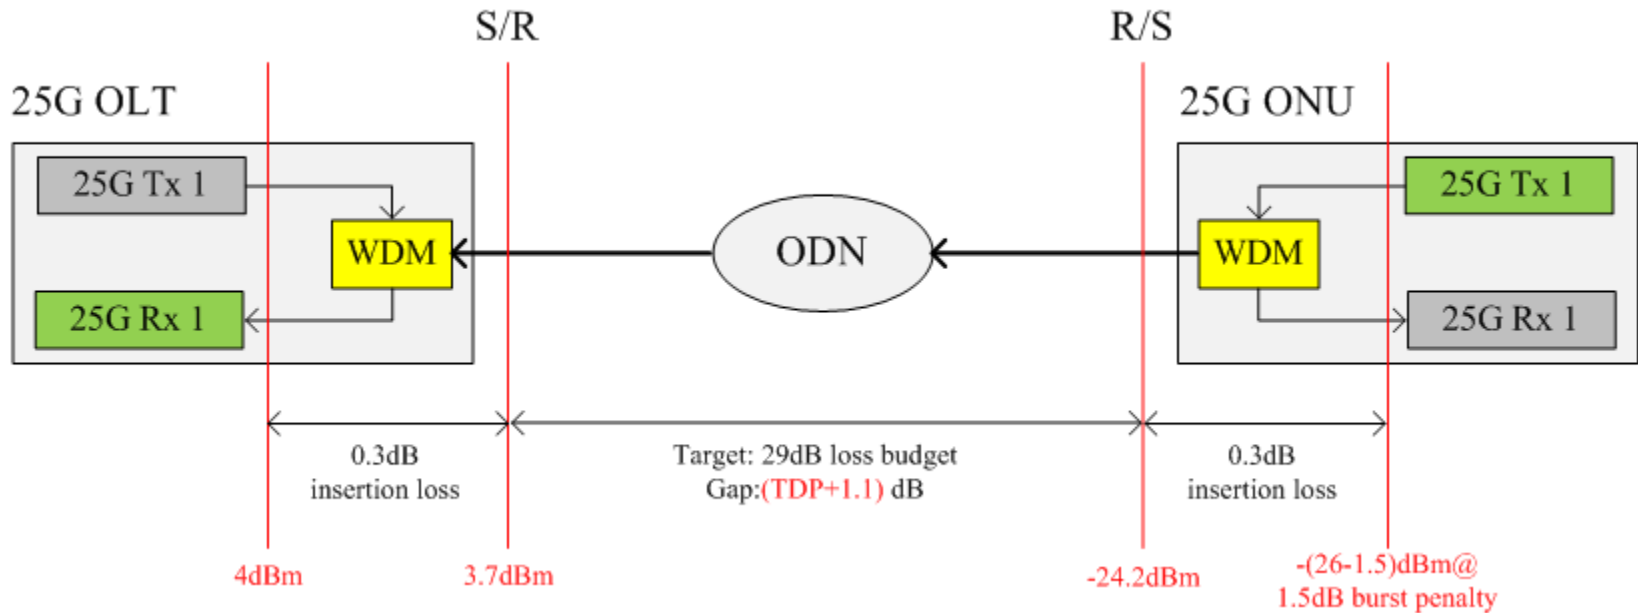 S/R
R/S
25G OLT
25G ONU
25G Tx 1
25G Tx 1
WDM
ODN
WDM
25G Rx 1
25G Rx 1
0.3dB
insertion loss
Target: 29dB loss budget
Gap:(TDP+1.1) dB
0.3dB
insertion loss
4dBm
3.7dBm
-24.2dBm
-(26-1.5)dBm@
1.5dB burst penalty